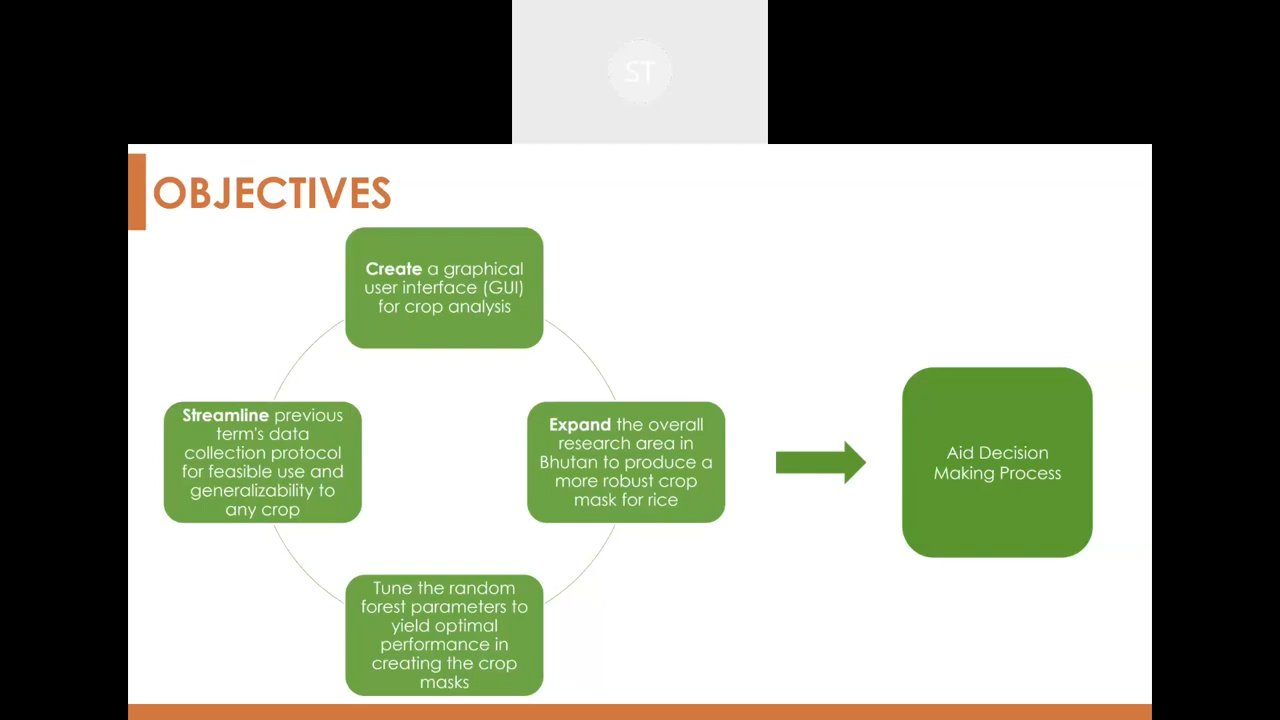 ST
OBJECTIVES
Create a graphical
user interface (GUI)
for crop analysis
Streamline previous
term's data
collection protocol
for feasible use and
generalizability to
any crop
Expand the overall
research area in
Bhutan to produce a
more robust crop
mask for rice
Tune the random
forest parameters to
yield optimal
performance in
creating the crop
masks
Aid Decision
Making Process